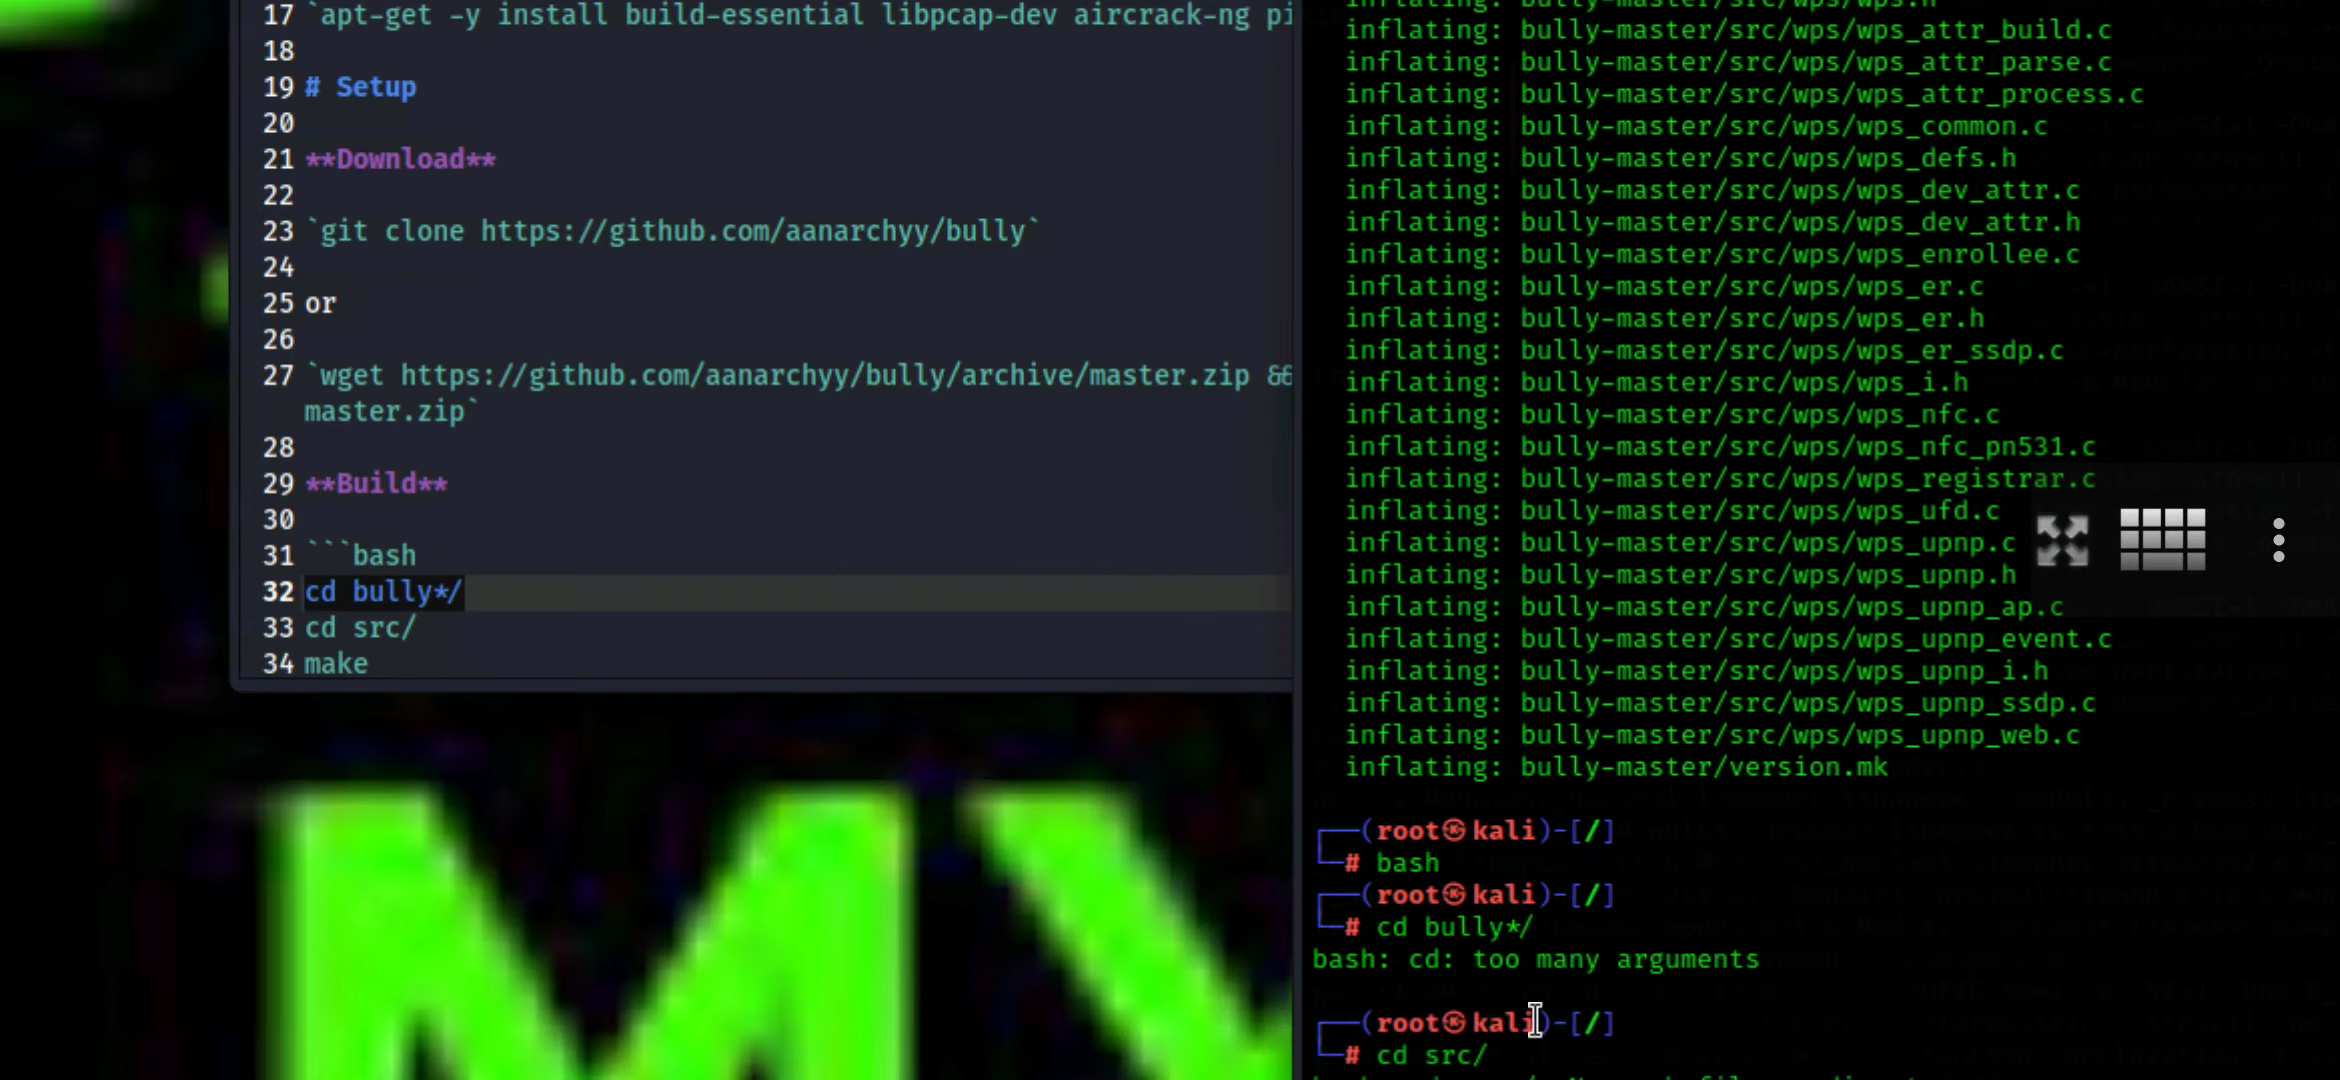 17 `apt-get -y install build-essential libpcap-dev aircrack-ng pi
18
19 # Setup
20
21 **Download**
22
23 `git clone https://github.com/aanarchyy/bully`
24
25 or
26
27 `wget https://github.com/aanarchyy/bully/archive/master.zip &&
master.zip`
28
29 **Build**
30
31 ```bash
32 cd bully*/
33 cd src/
34 make
inflating: bully-master/src/wps/wps.h
inflating: bully-master/src/wps/wps_attr_build.c
inflating: bully-master/src/wps/wps_attr_parse.c
inflating: bully-master/src/wps/wps_attr_process.c
inflating: bully-master/src/wps/wps_common.c
inflating: bully-master/src/wps/wps_defs.h
inflating: bully-master/src/wps/wps_dev_attr.c
inflating: bully-master/src/wps/wps_dev_attr.h
inflating: bully-master/src/wps/wps_enrollee.c
inflating: bully-master/src/wps/wps_er.c
inflating: bully-master/src/wps/wps_er.h
inflating: bully-master/src/wps/wps_er_ssdp.c
inflating: bully-master/src/wps/wps_i.h
inflating: bully-master/src/wps/wps_nfc.c
inflating: bully-master/src/wps/wps_nfc_pn531.c
inflating: bully-master/src/wps/wps_registrar.c
inflating: bully-master/src/wps/wps_ufd.c
inflating: bully-master/src/wps/wps_upnp.c
inflating: bully-master/src/wps/wps_upnp.h
inflating: bully-master/src/wps/wps_upnp_ap.c
inflating: bully-master/src/wps/wps_upnp_event.c
inflating: bully-master/src/wps/wps_upnp_i.h
inflating: bully-master/src/wps/wps_upnp_ssdp.c
inflating: bully-master/src/wps/wps_upnp_web.c
inflating: bully-master/version.mk
┌──(root㉿kali)-[/]
└─# bash
┌──(root㉿kali)-[/]
└─# cd bully*/
bash: cd: too many arguments
┌──(root㉿kali)-[/]
└─# cd src/